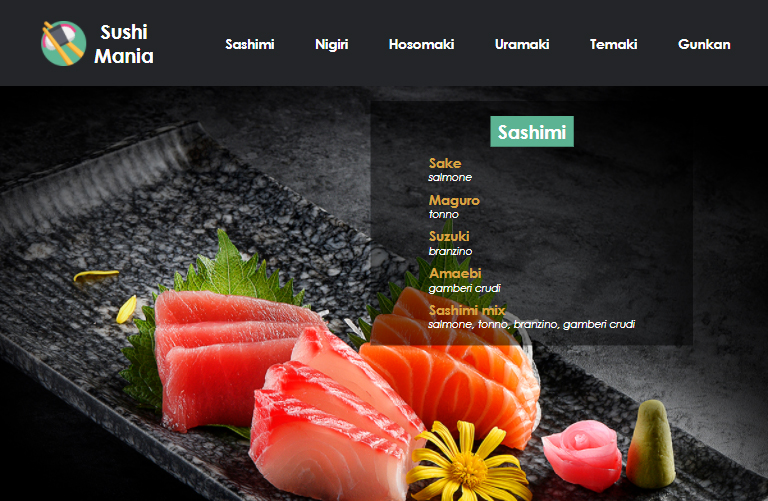 Sushi
Mania
Sashimi Nigiri Hosomaki Uramaki Temaki Gunkan
Sashimi
Sake
salmone
Maguro
tonno
Suzuki
branzino
Amaebi
gamberi crudi
Sashimi mix
salmone, tonno, branzino, gamberi crudi